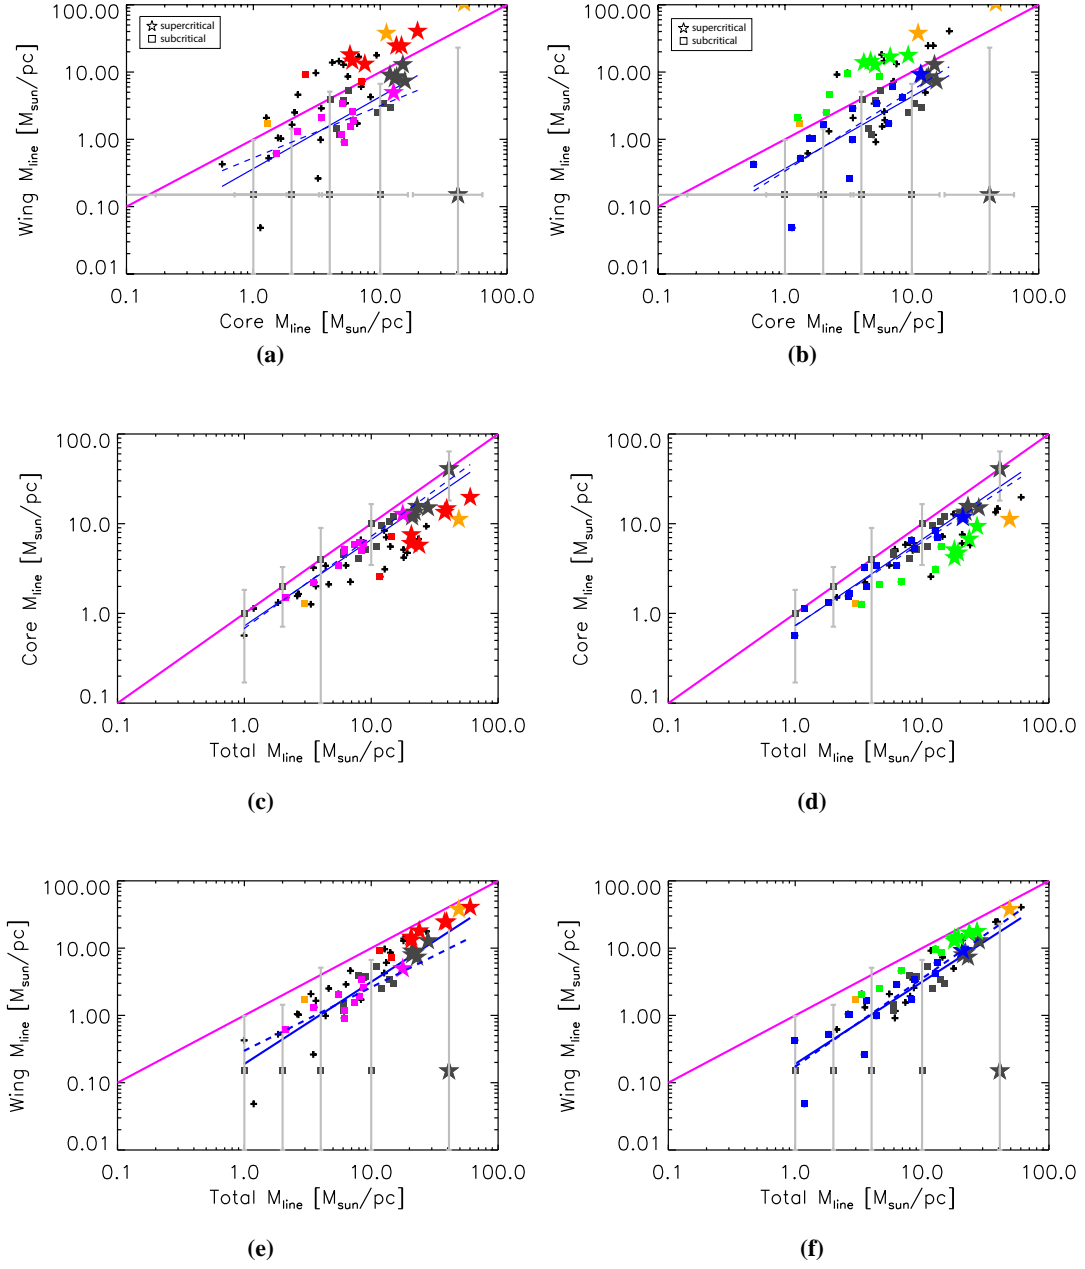 100.00
10.00
1.00
0.10
0.01
Wing M_line [M_sun/pc]
supercritical
subcritical
0.1 1.0 10.0 100.0
Core M_line [M_sun/pc]
(a)
100.00
10.00
1.00
0.10
0.01
Wing M_line [M_sun/pc]
supercritical
subcritical
0.1 1.0 10.0 100.0
Core M_line [M_sun/pc]
(b)
100.0
10.0
1.0
0.1
Core M_line [M_sun/pc]
0.1 1.0 10.0 100.0
Total M_line [M_sun/pc]
(c)
100.0
10.0
1.0
0.1
Core M_line [M_sun/pc]
0.1 1.0 10.0 100.0
Total M_line [M_sun/pc]
(d)
100.00
10.00
1.00
0.10
0.01
Wing M_line [M_sun/pc]
0.1 1.0 10.0 100.0
Total M_line [M_sun/pc]
(e)
100.00
10.00
1.00
0.10
0.01
Wing M_line [M_sun/pc]
0.1 1.0 10.0 100.0
Total M_line [M_sun/pc]
(f)